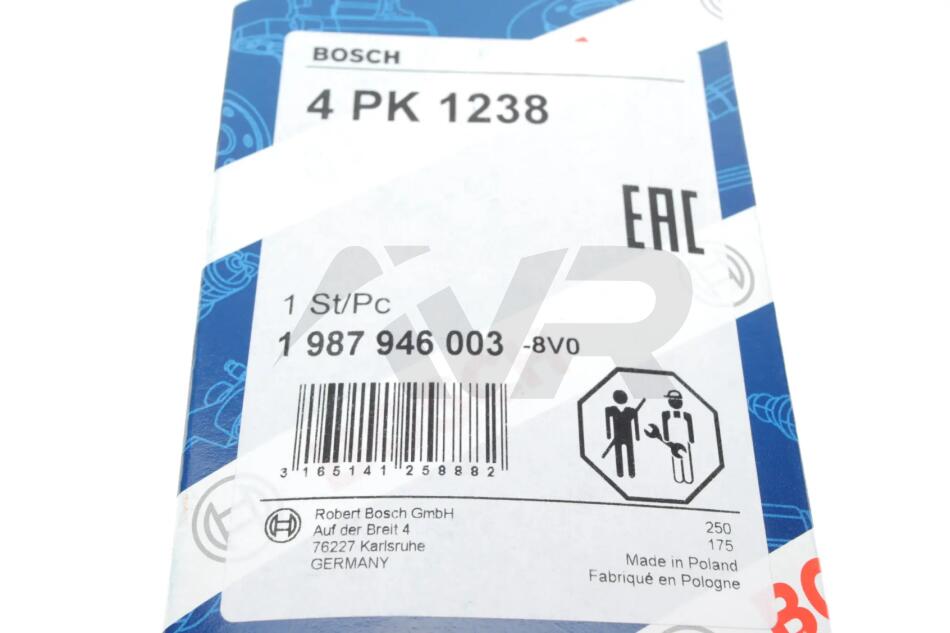 BOSCH
4 PK 1238
EAC
1 St/Pc
1 987 946 003 -8V0
3 165141 258882
Robert Bosch GmbH
Auf der Breit 4
76227 Karlsruhe
GERMANY
250
175
Made in Poland
Fabriqué en Pologne